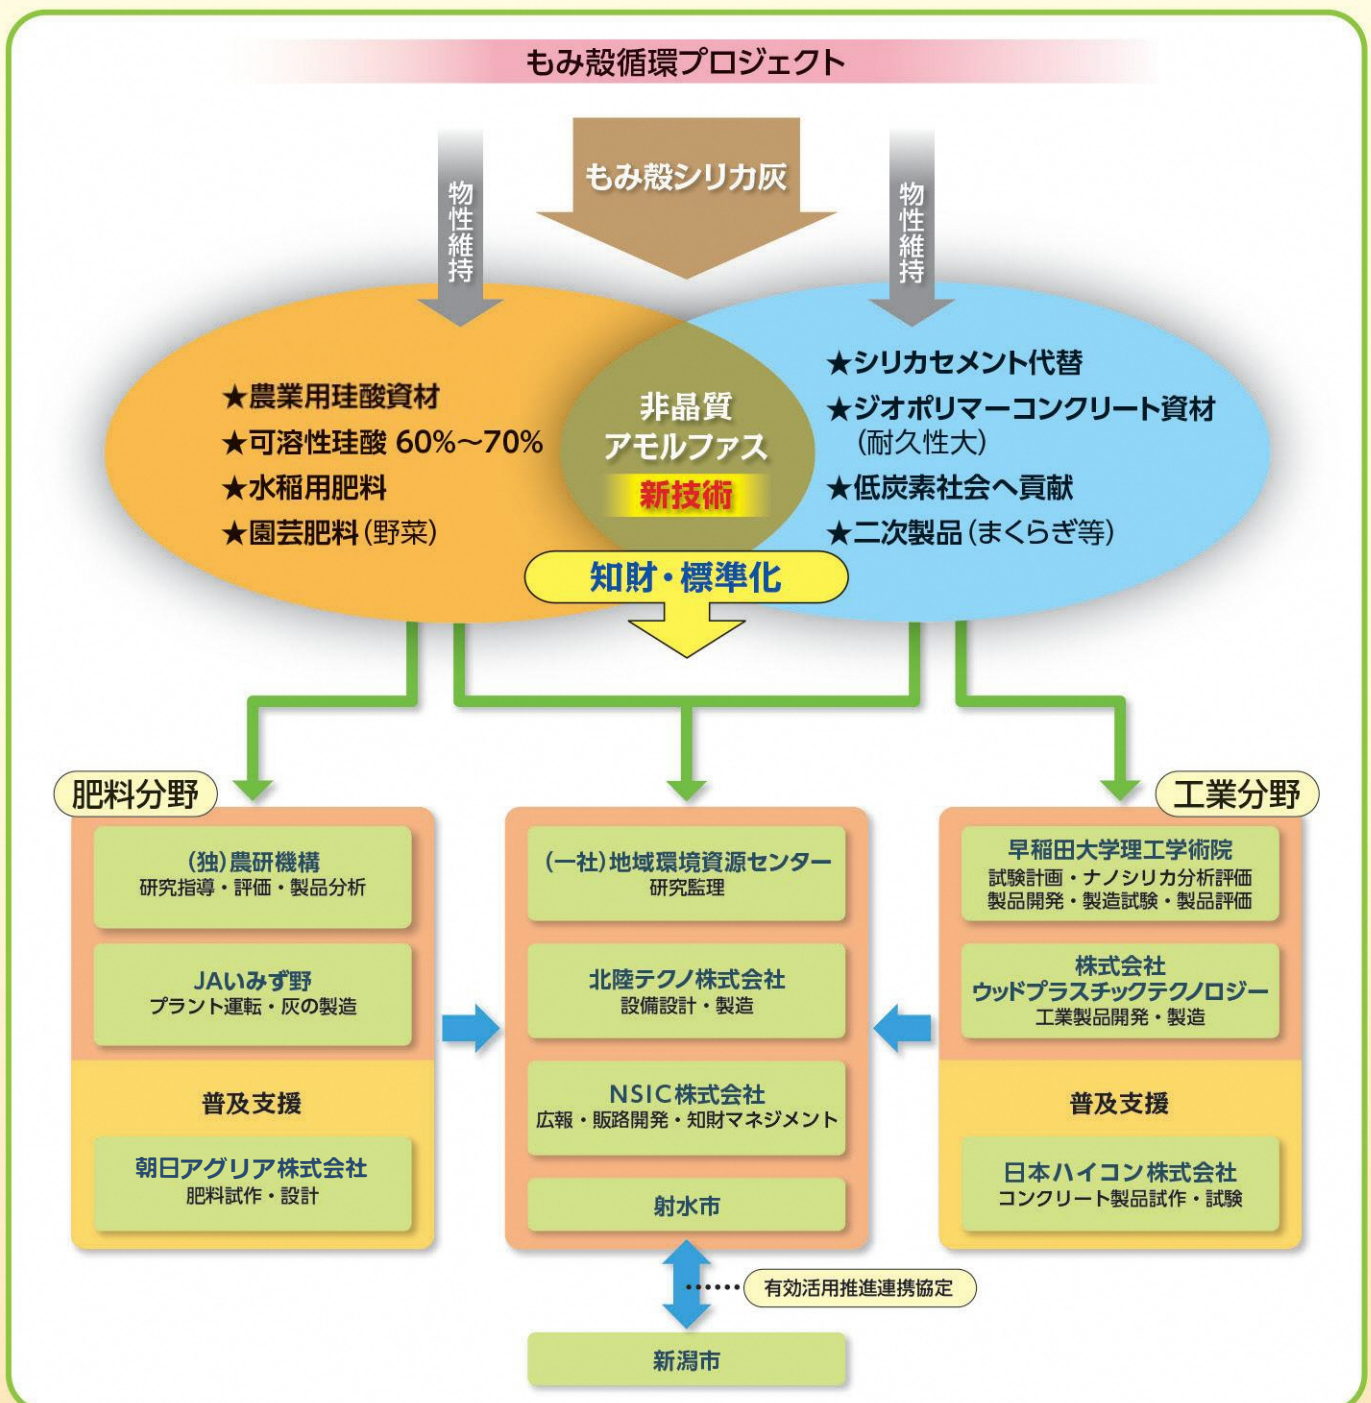 もみ殻循環プロジェクト
もみ殻シリカ灰
物性維持
物性維持
★農業用珪酸資材
★可溶性珪酸 60%～70%
★水稲用肥料
★園芸肥料(野菜)
非晶質
アモルファス
新技術
★シリカセメント代替
★ジオポリマーコンクリート資材
(耐久性大)
★低炭素社会へ貢献
★二次製品(まくらぎ等)
知財・標準化
肥料分野
(独)農研機構
研究指導・評価・製品分析
JAいみず野
プラント運転・灰の製造
普及支援
朝日アグリア株式会社
肥料試作・設計
(一社)地域環境資源センター
研究監理
北陸テクノ株式会社
設備設計・製造
NSIC株式会社
広報・販路開発・知財マネジメント
射水市
有効活用推進連携協定
新潟市
工業分野
早稲田大学理工学術院
試験計画・ナノシリカ分析評価
製品開発・製造試験・製品評価
株式会社
ウッドプラスチックテクノロジー
工業製品開発・製造
普及支援
日本ハイコン株式会社
コンクリート製品試作・試験